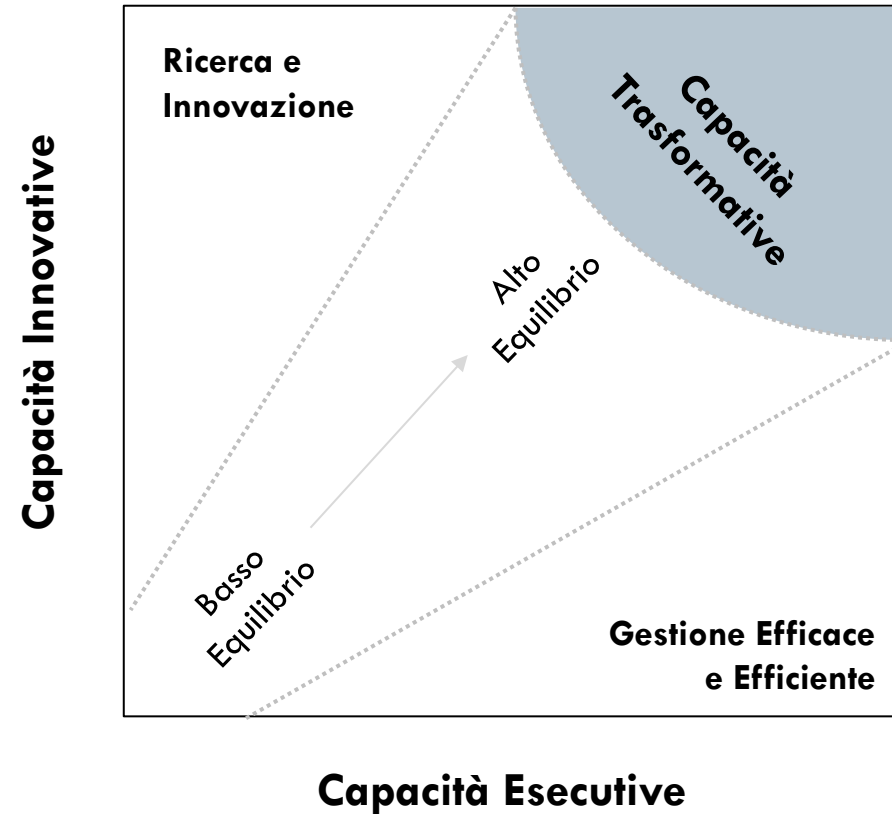 Ricerca e
Innovazione
Capacità
Trasformative
Capacità Innovative
Alto
Equilibrio
Basso
Equilibrio
Gestione Efficace
e Efficiente
Capacità Esecutive